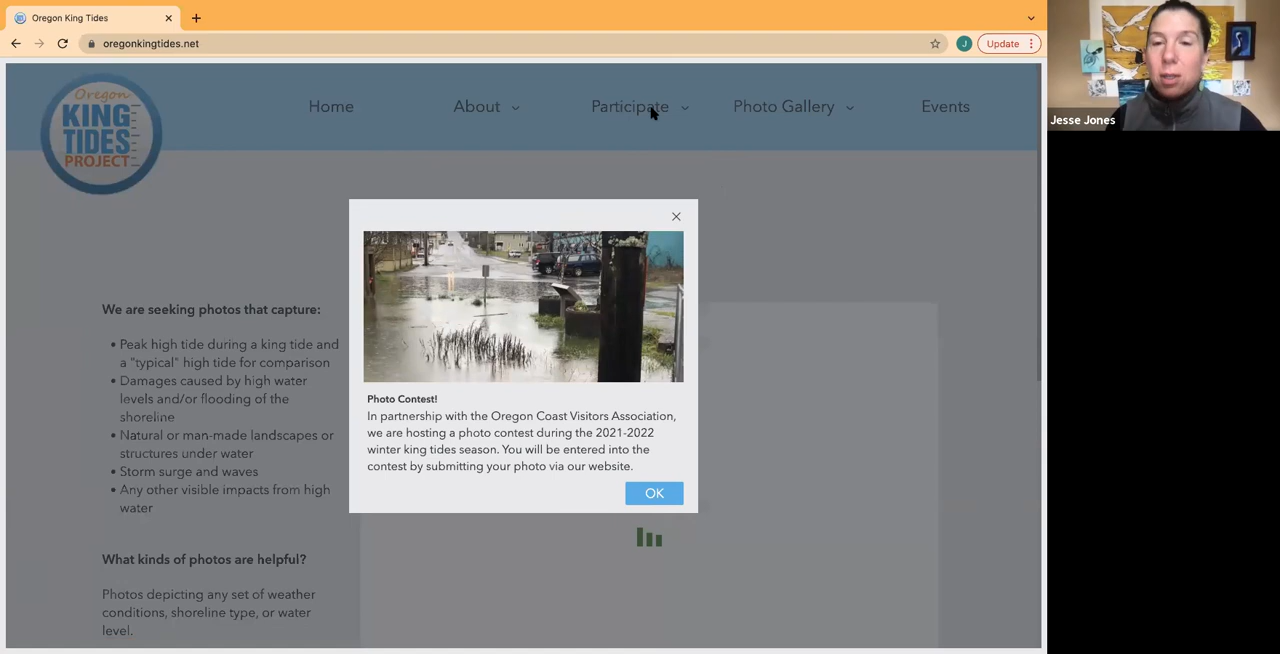 Oregon King Tides
oregonkingtides.net
J
Update
Oregon
KING
TIDES
PROJECT
Home
About
Participate
Photo Gallery
Events
Jesse Jones
We are seeking photos that capture:
• Peak high tide during a king tide and
a "typical" high tide for comparison
• Damages caused by high water
levels and/or flooding of the
shoreline
• Natural or man-made landscapes or
structures under water
• Storm surge and waves
• Any other visible impacts from high
water
What kinds of photos are helpful?
Photos depicting any set of weather
conditions, shoreline type, or water
level.
Photo Contest!
In partnership with the Oregon Coast Visitors Association,
we are hosting a photo contest during the 2021-2022
winter king tides season. You will be entered into the
contest by submitting your photo via our website.
OK